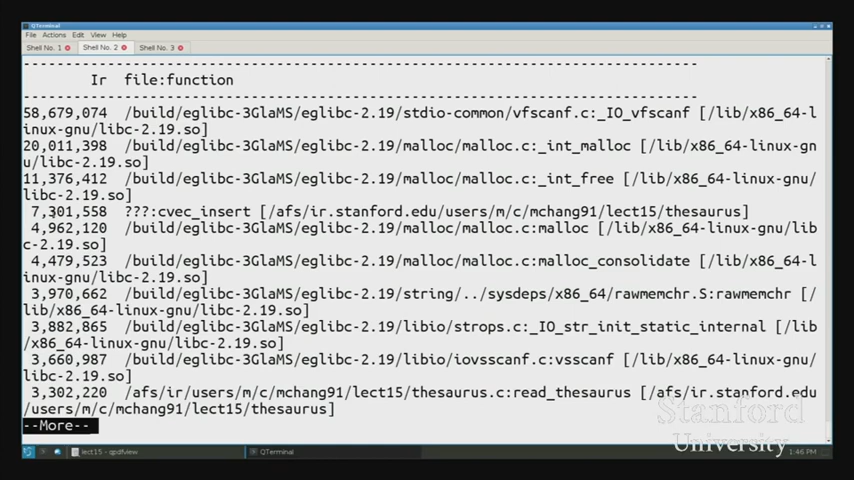 QTerminal
File Actions Edit View Help
Shell No. 1 Shell No. 2 Shell No. 3
--------------------------------------------------------------------------------
Ir file:function
--------------------------------------------------------------------------------
58,679,074 /build/eglibc-3GlaMS/eglibc-2.19/stdio-common/vfscanf.c:_IO_vfscanf [/lib/x86_64-l
inux-gnu/libc-2.19.so]
20,011,398 /build/eglibc-3GlaMS/eglibc-2.19/malloc/malloc.c:_int_malloc [/lib/x86_64-linux-gn
u/libc-2.19.so]
11,376,412 /build/eglibc-3GlaMS/eglibc-2.19/malloc/malloc.c:_int_free [/lib/x86_64-linux-gnu/
libc-2.19.so]
7,301,558 ???:cvec_insert [/afs/ir.stanford.edu/users/m/c/mchang91/lect15/thesaurus]
4,962,120 /build/eglibc-3GlaMS/eglibc-2.19/malloc/malloc.c:malloc [/lib/x86_64-linux-gnu/lib
c-2.19.so]
4,479,523 /build/eglibc-3GlaMS/eglibc-2.19/malloc/malloc.c:malloc_consolidate [/lib/x86_64-l
inux-gnu/libc-2.19.so]
3,970,662 /build/eglibc-3GlaMS/eglibc-2.19/string/../sysdeps/x86_64/rawmemchr.S:rawmemchr [/
lib/x86_64-linux-gnu/libc-2.19.so]
3,882,865 /build/eglibc-3GlaMS/eglibc-2.19/libio/strops.c:_IO_str_init_static_internal [/lib
/x86_64-linux-gnu/libc-2.19.so]
3,660,987 /build/eglibc-3GlaMS/eglibc-2.19/libio/iovsscanf.c:vsscanf [/lib/x86_64-linux-gnu/
libc-2.19.so]
3,302,220 /afs/ir/users/m/c/mchang91/lect15/thesaurus.c:read_thesaurus [/afs/ir.stanford.edu
/users/m/c/mchang91/lect15/thesaurus]
--More--
Stanford
University
lect15 - qpdfview QTerminal 1:46 PM